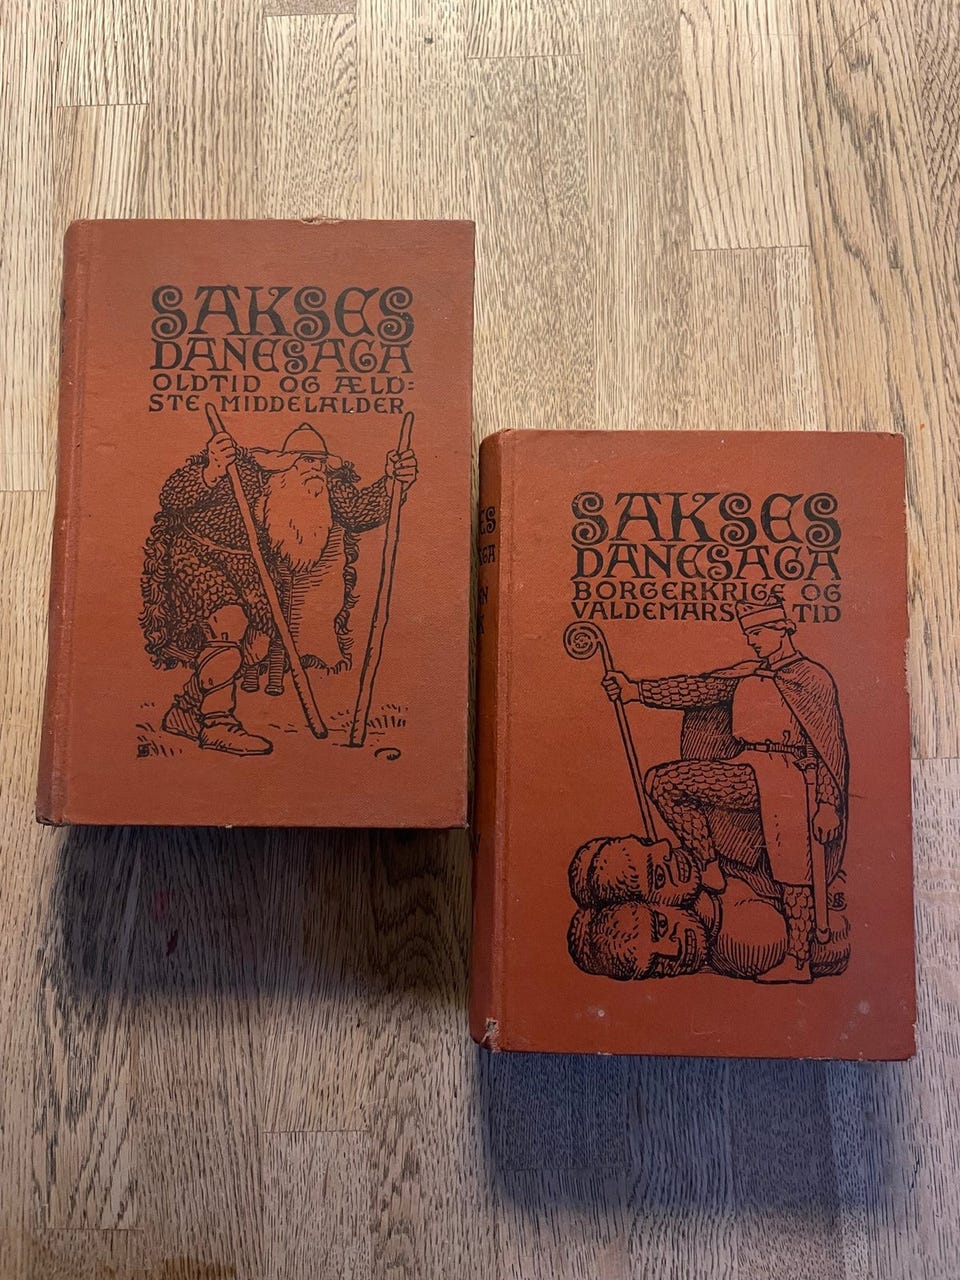 SAKSES
DANESAGA
OLDTID OG ÆLD=
STE MIDDELALDER
SAKSES
DANESAGA
BORGERKRIGE OG
VALDEMARS TID